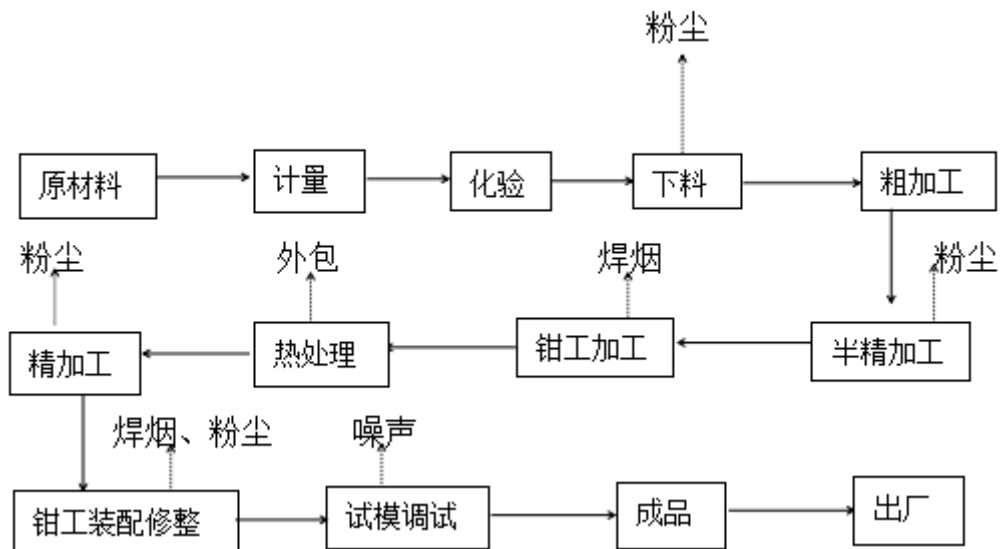 粉尘
原材料 计量 化验 下料 粗加工
粉尘 外包 焊烟 粉尘
精加工 热处理 钳工加工 半精加工
焊烟、粉尘 噪声
钳工装配修整 试模调试 成品 出厂